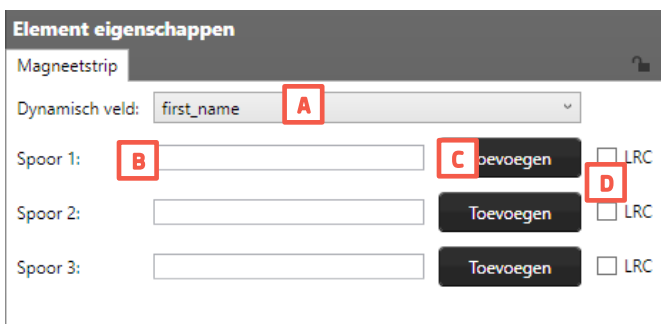 Element eigenschappen
Magneetstrip
Dynamisch veld: first_name A
Spoor 1: B C oevoegen LRC
D
Spoor 2: Toevoegen LRC
Spoor 3: Toevoegen LRC